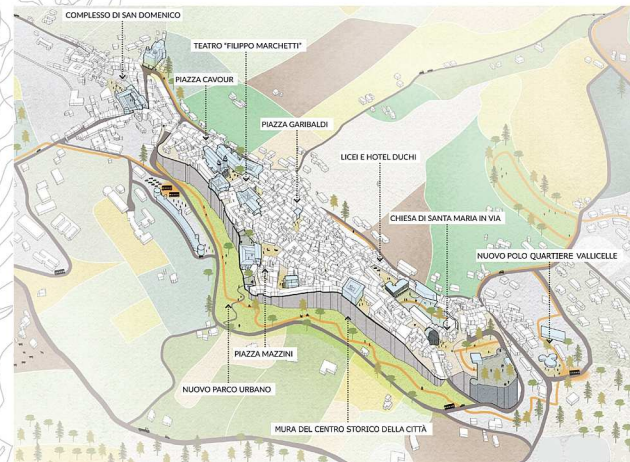 COMPLESSO DI SAN DOMENICO
TEATRO "FILIPPO MARCHETTI"
PIAZZA CAVOUR
PIAZZA GARIBALDI
LICEI E HOTEL DUCHI
CHIESA DI SANTA MARIA IN VIA
NUOVO POLO QUARTIERE VALLICELLE
PIAZZA MAZZINI
NUOVO PARCO URBANO
MURA DEL CENTRO STORICO DELLA CITTÀ